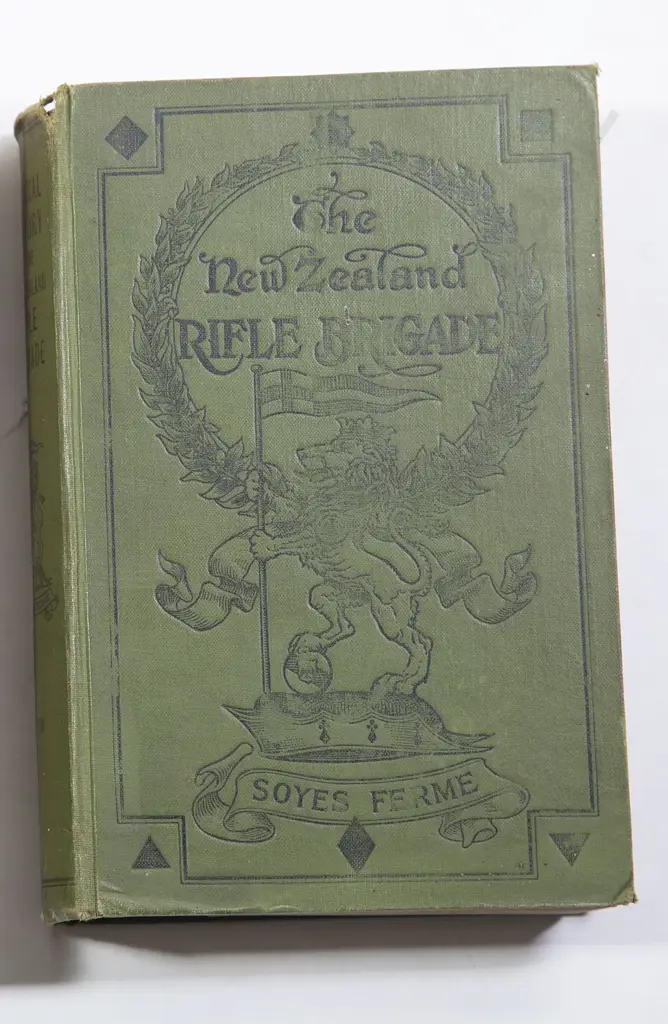 The
New Zealand
RIFLE BRIGADE
SOYES FERME